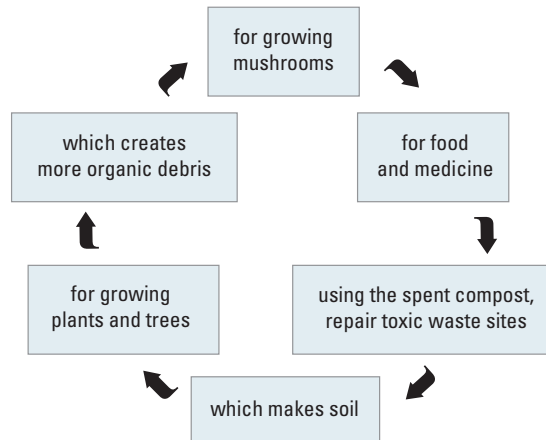 for growing
mushrooms
for food
and medicine
using the spent compost,
repair toxic waste sites
which makes soil
for growing
plants and trees
which creates
more organic debris